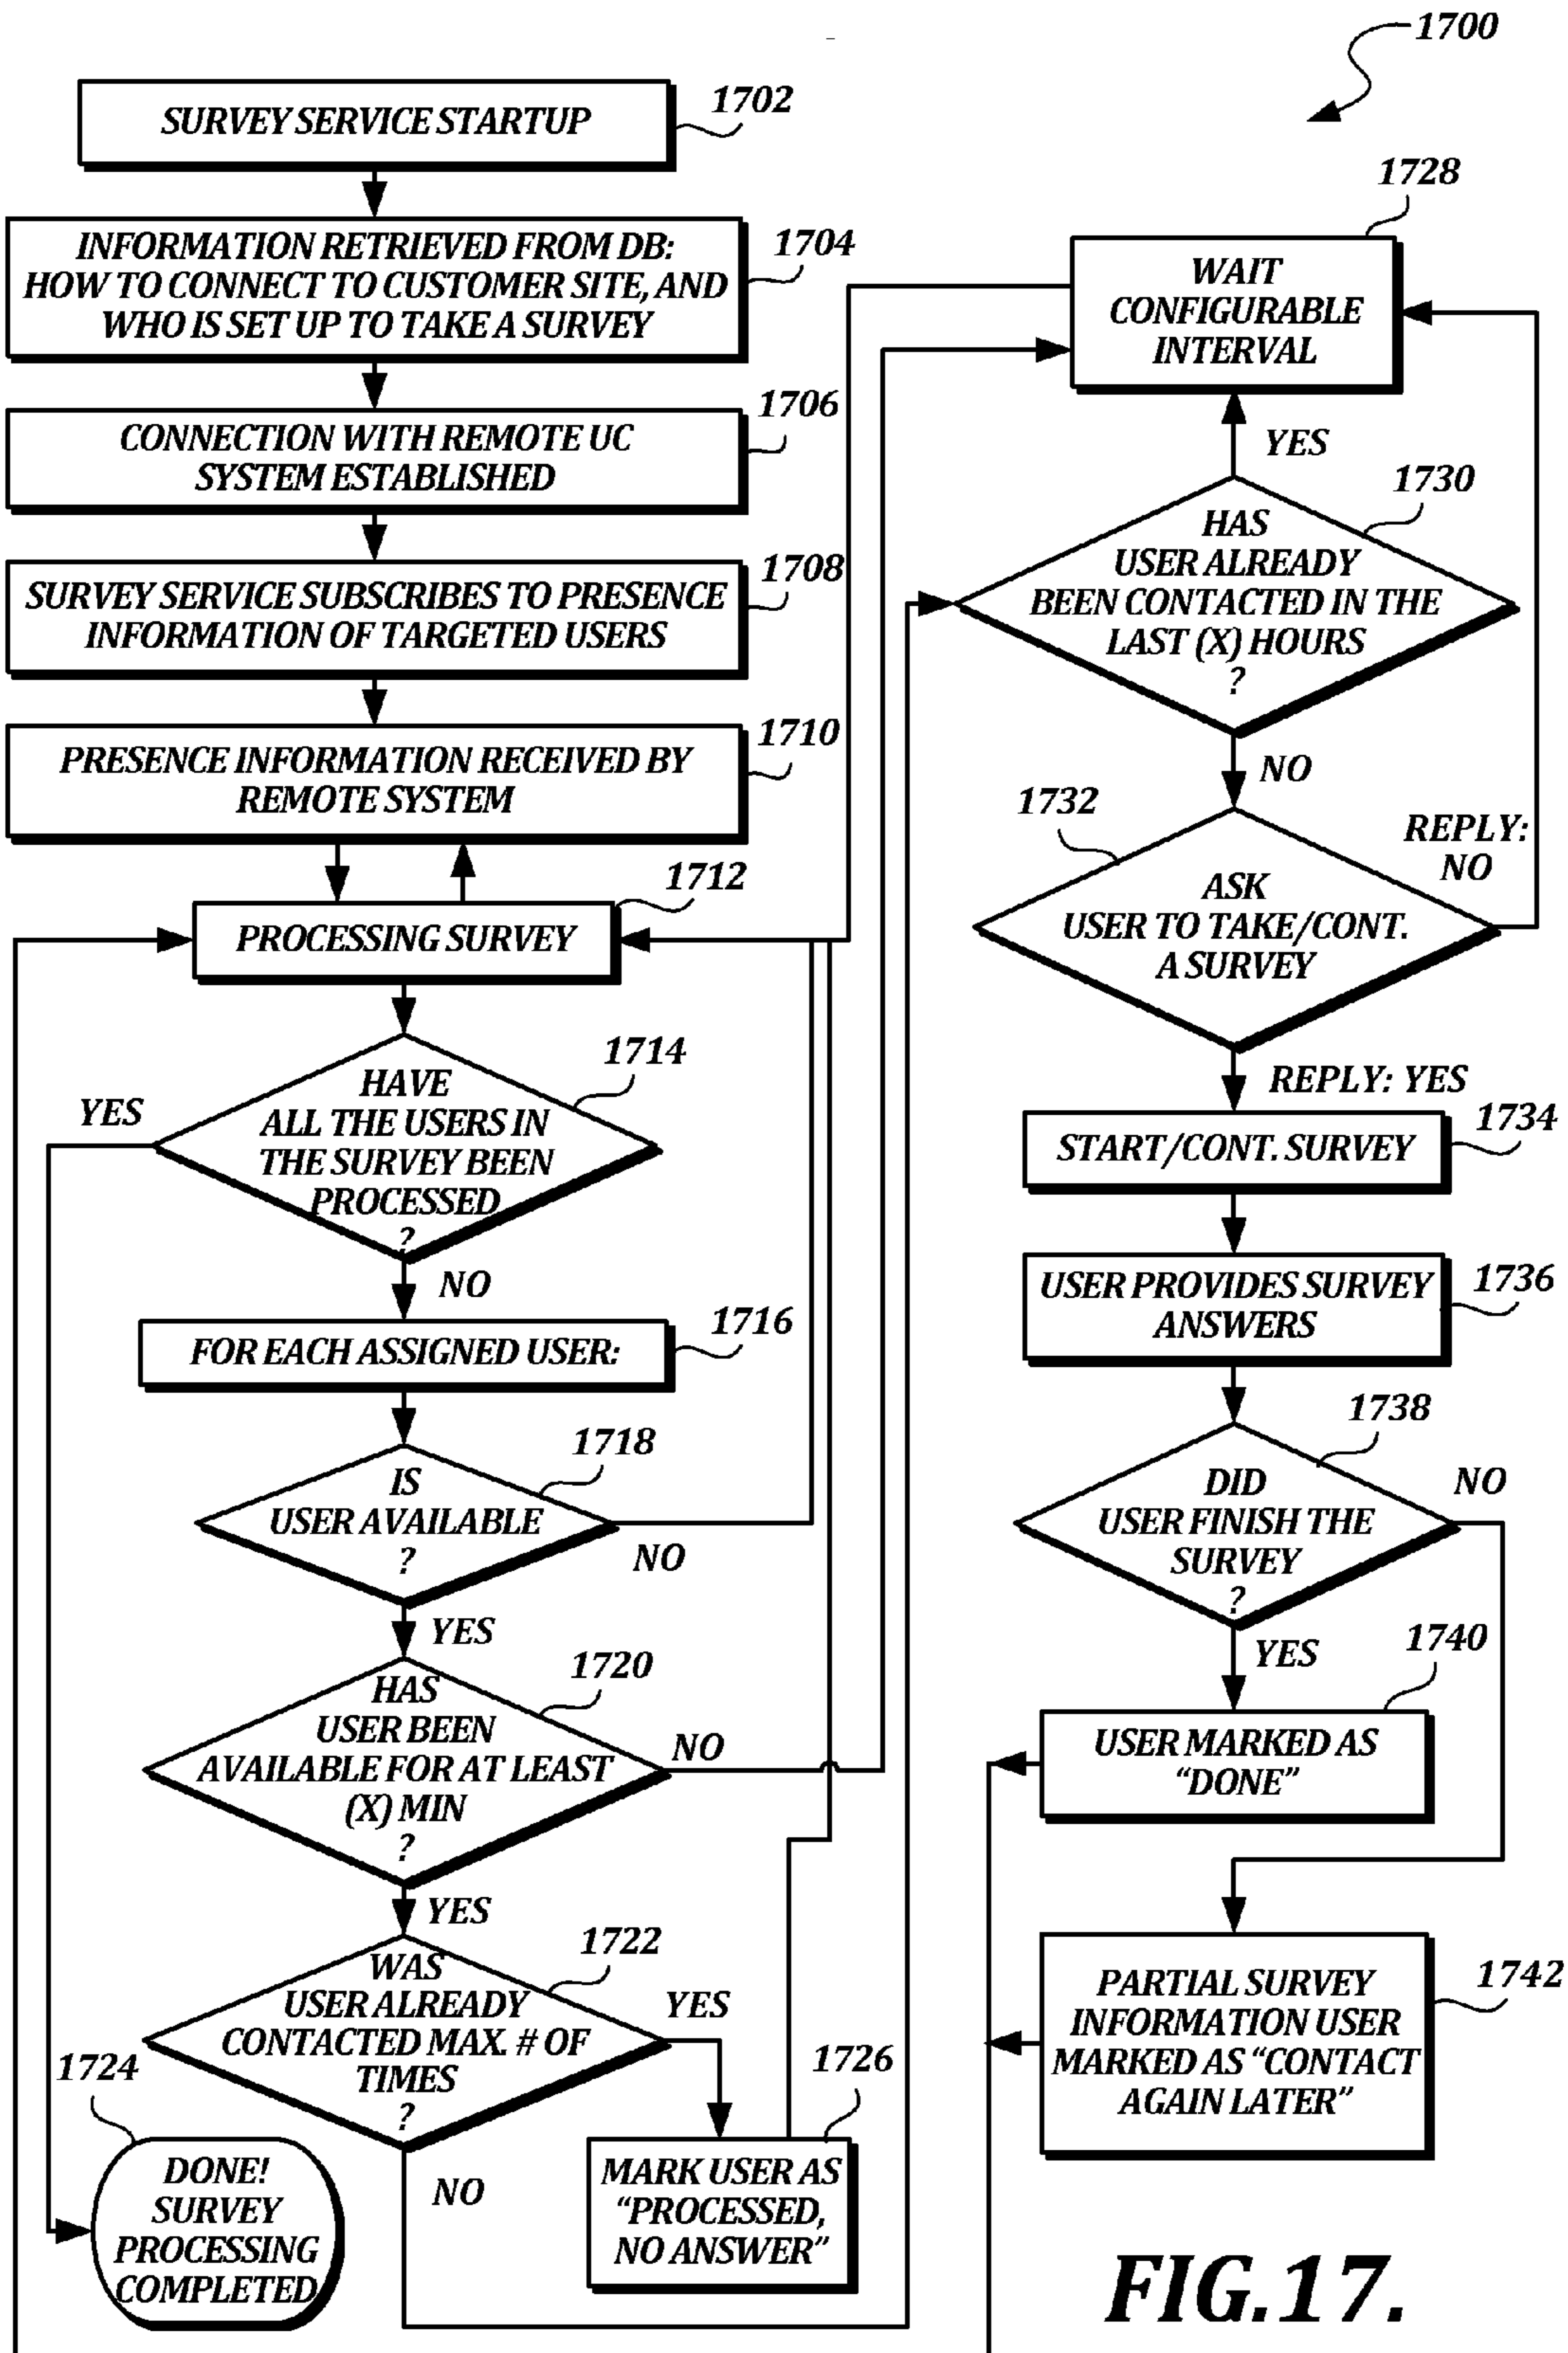 1700
SURVEY SERVICE STARTUP
1702
INFORMATION RETRIEVED FROM DB:
HOW TO CONNECT TO CUSTOMER SITE, AND
WHO IS SET UP TO TAKE A SURVEY
1704
CONNECTION WITH REMOTE UC
SYSTEM ESTABLISHED
1706
SURVEY SERVICE SUBSCRIBES TO PRESENCE
INFORMATION OF TARGETED USERS
1708
PRESENCE INFORMATION RECEIVED BY
REMOTE SYSTEM
1710
PROCESSING SURVEY
1712
HAVE
ALL THE USERS IN
THE SURVEY BEEN
PROCESSED
?
1714
YES
NO
FOR EACH ASSIGNED USER:
1716
IS
USER AVAILABLE
?
1718
NO
YES
HAS
USER BEEN
AVAILABLE FOR AT LEAST
(X) MIN
?
1720
NO
YES
WAS
USER ALREADY
CONTACTED MAX. # OF
TIMES
?
1722
YES
NO
1724
DONE!
SURVEY
PROCESSING
COMPLETED
1726
MARK USER AS
“PROCESSED,
NO ANSWER”
1728
WAIT
CONFIGURABLE
INTERVAL
YES
1730
HAS
USER ALREADY
BEEN CONTACTED IN THE
LAST (X) HOURS
?
NO
1732
ASK
USER TO TAKE/CONT.
A SURVEY
REPLY:
NO
REPLY: YES
START/CONT. SURVEY
1734
USER PROVIDES SURVEY
ANSWERS
1736
DID
USER FINISH THE
SURVEY
?
1738
NO
YES
1740
USER MARKED AS
“DONE”
PARTIAL SURVEY
INFORMATION USER
MARKED AS “CONTACT
AGAIN LATER”
1742
FIG.17.